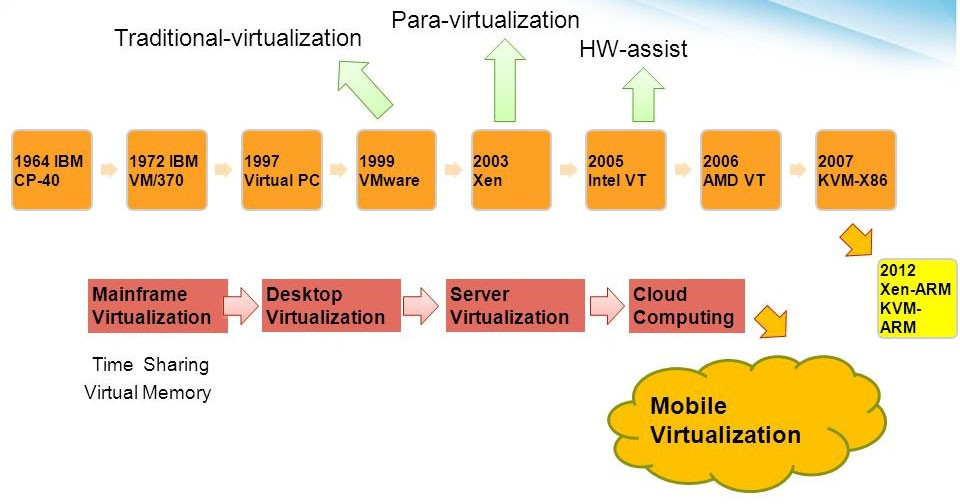 Traditional-virtualization
Para-virtualization
HW-assist
1964 IBM
CP-40
1972 IBM
VM/370
1997
Virtual PC
1999
VMware
2003
Xen
2005
Intel VT
2006
AMD VT
2007
KVM-X86
2012
Xen-ARM
KVM-
ARM
Mainframe
Virtualization
Desktop
Virtualization
Server
Virtualization
Cloud
Computing
Time Sharing
Virtual Memory
Mobile
Virtualization